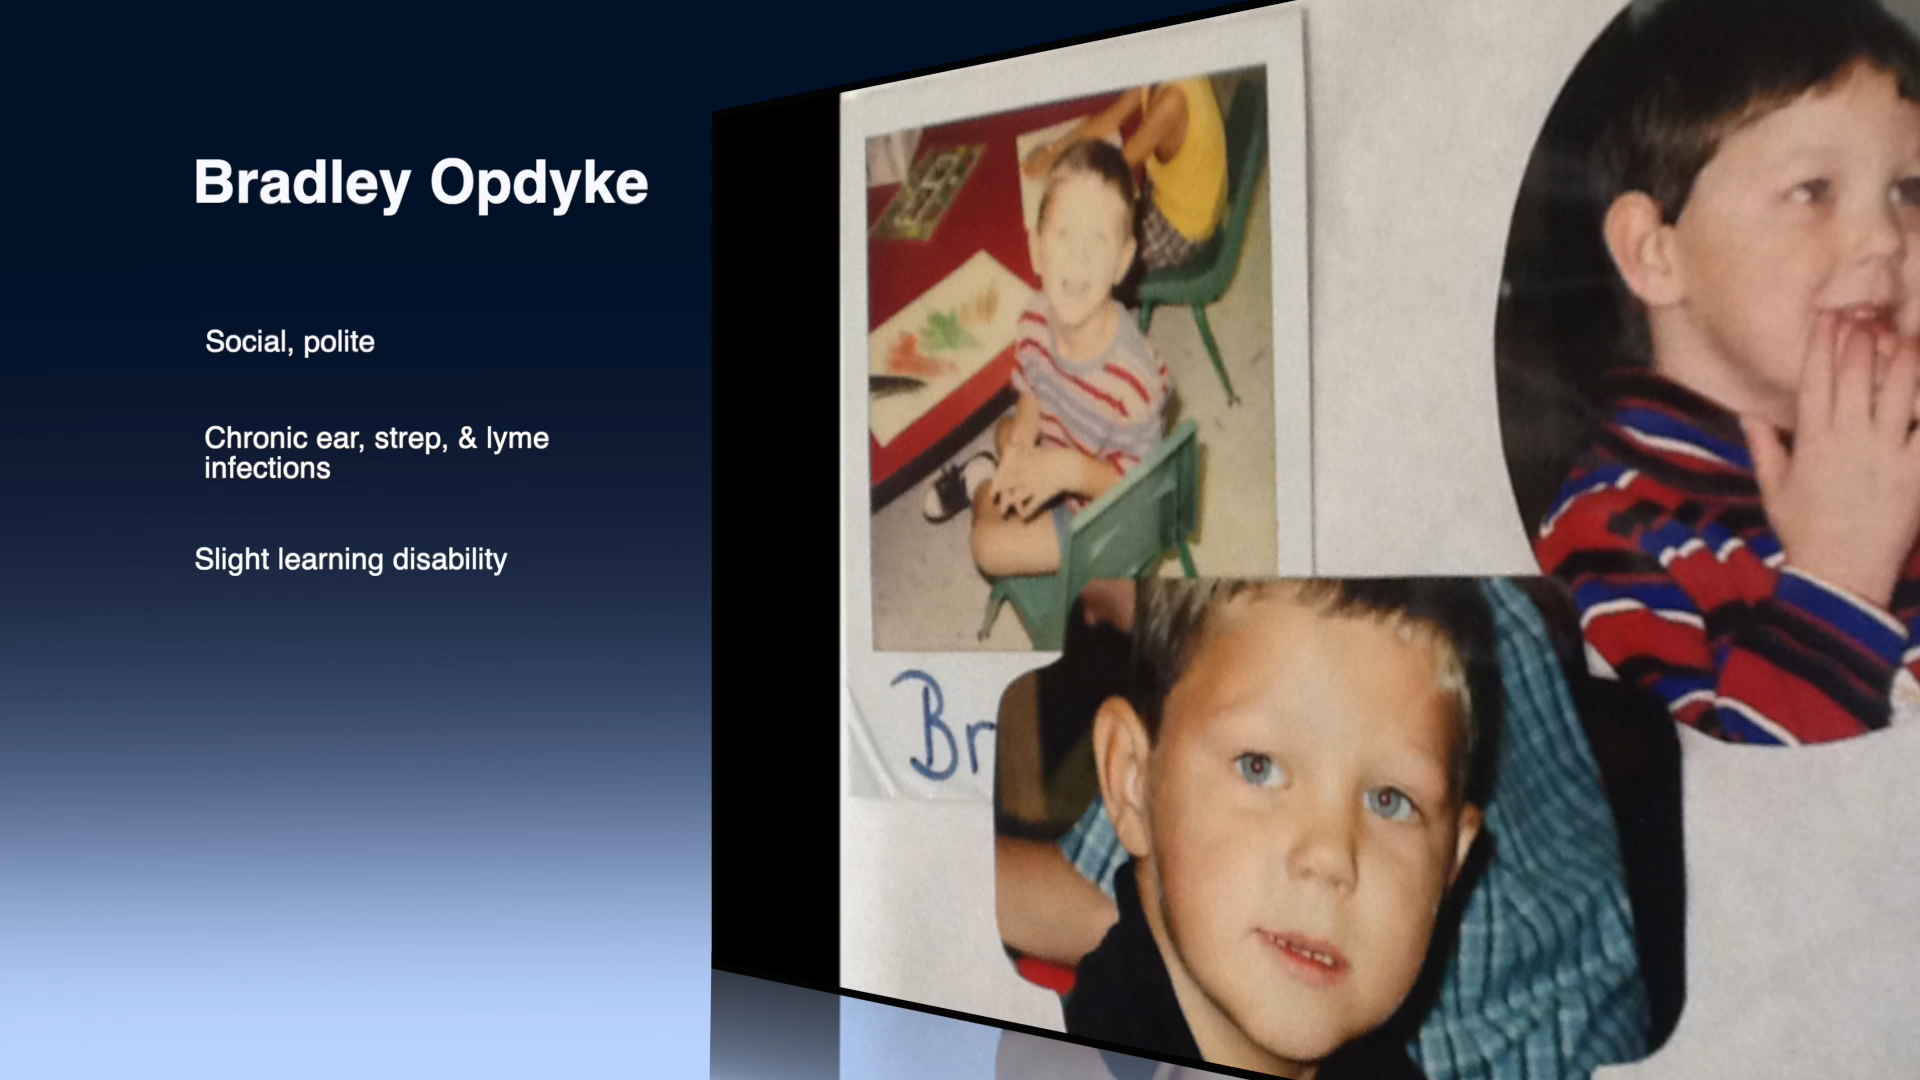 Bradley Opdyke
Social, polite
Chronic ear, strep, & lyme
infections
Slight learning disability
Br